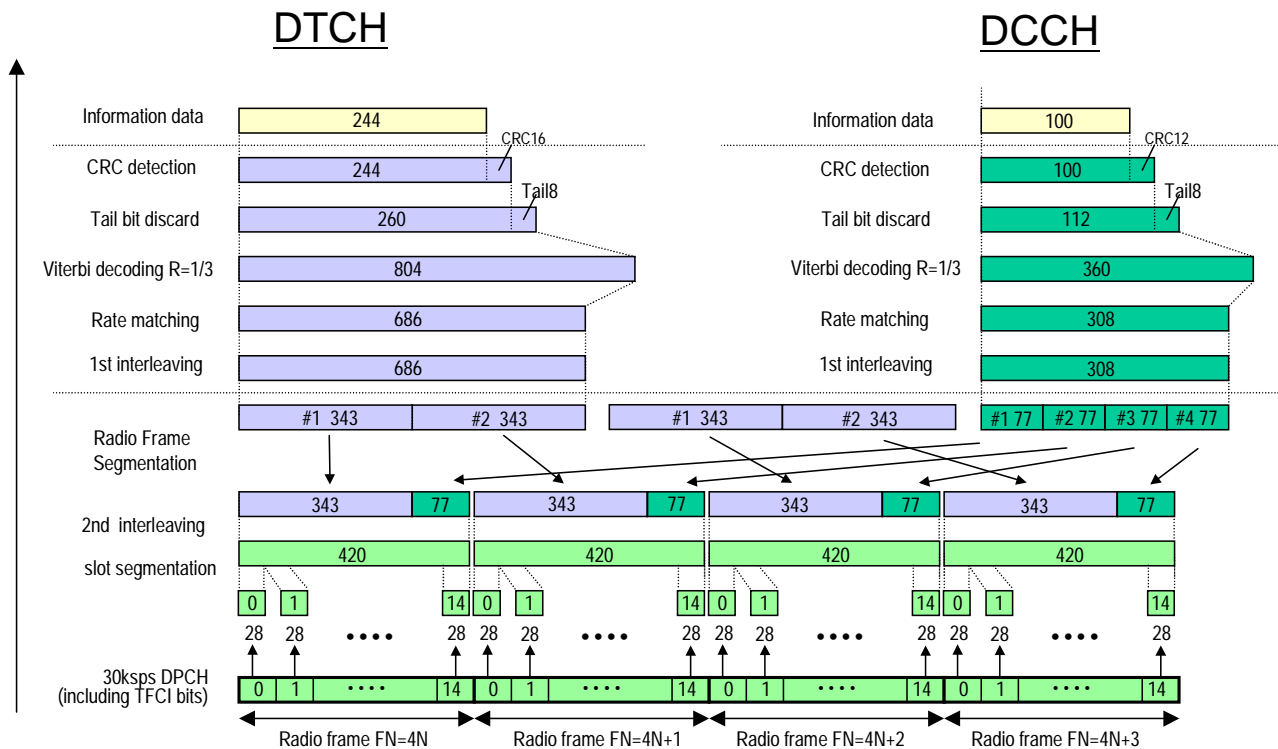 DTCH DCCH
Information data 244 Information data 100
CRC16 CRC12
CRC detection 244 CRC detection 100
Tail8 Tail8
Tail bit discard 260 Tail bit discard 112
Viterbi decoding R=1/3 804 Viterbi decoding R=1/3 360
Rate matching 686 Rate matching 308
1st interleaving 686 1st interleaving 308
#1 343 #2 343 #1 343 #2 343 #1 77 #2 77 #3 77 #4 77
Radio Frame
Segmentation
343 77 343 77 343 77 343 77
2nd interleaving
420 420 420 420
slot segmentation
0 1 14 0 1 14 0 1 14 0 1 14
28 28 •••• 28 28 28 •••• 28 28 28 •••• 28 28 28 •••• 28
30ksps DPCH
(including TFCI bits)
0 1 •••• 14 0 1 •••• 14 0 1 •••• 14 0 1 •••• 14
Radio frame FN=4N Radio frame FN=4N+1 Radio frame FN=4N+2 Radio frame FN=4N+3